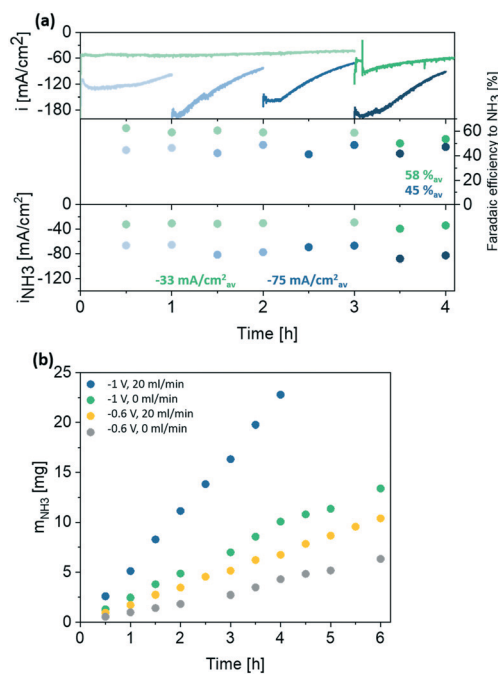 (a)
i [mA/cm²]
0
-60
-120
-180
Faradaic efficiency to NH₃ [%]
60
40
20
0
58 %av
45 %av
iNH3 [mA/cm²]
0
-40
-80
-120
-33 mA/cm²av
-75 mA/cm²av
0
1
2
3
4
Time [h]
(b)
mNH3 [mg]
25
20
15
10
5
0
-1 V, 20 ml/min
-1 V, 0 ml/min
-0.6 V, 20 ml/min
-0.6 V, 0 ml/min
0
1
2
3
4
5
6
Time [h]